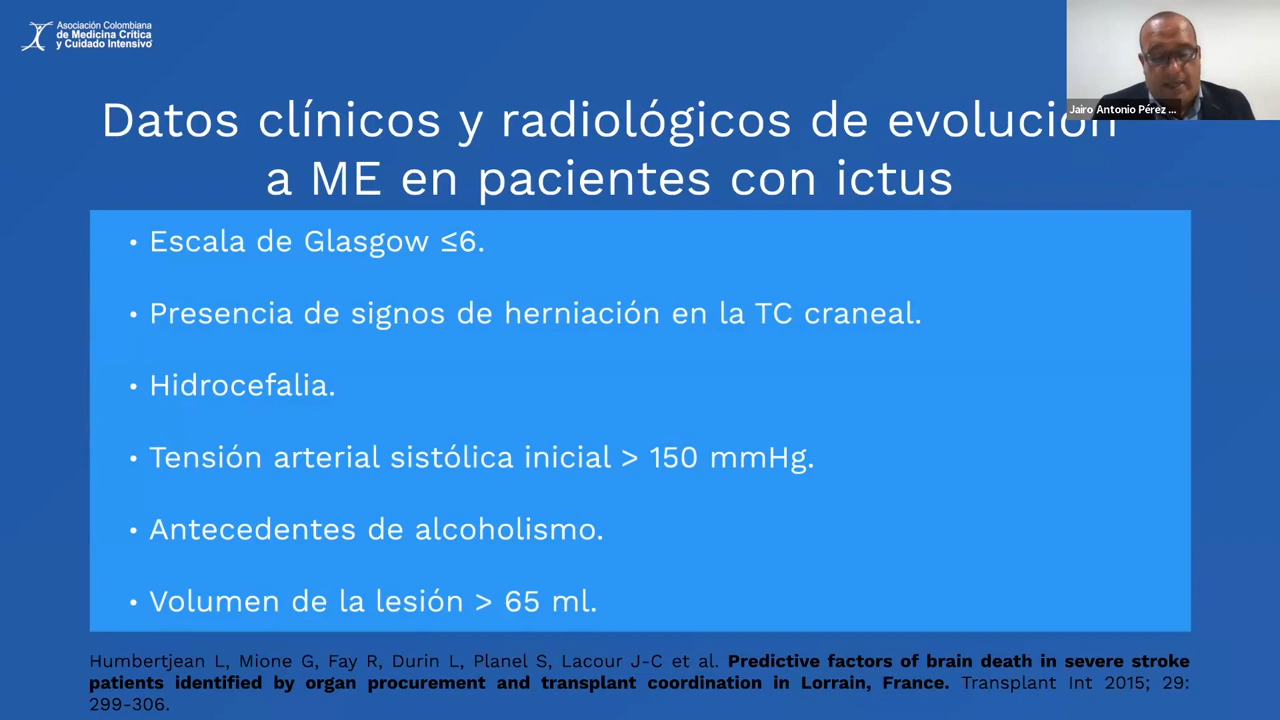 Asociación Colombiana
de Medicina Crítica
y Cuidado Intensivo
Jairo Antonio Pérez ...
Datos clínicos y radiológicos de evolución
a ME en pacientes con ictus
• Escala de Glasgow ≤6.
• Presencia de signos de herniación en la TC craneal.
• Hidrocefalia.
• Tensión arterial sistólica inicial > 150 mmHg.
• Antecedentes de alcoholismo.
• Volumen de la lesión > 65 ml.
Humbertjean L, Mione G, Fay R, Durin L, Planel S, Lacour J-C et al. Predictive factors of brain death in severe stroke
patients identified by organ procurement and transplant coordination in Lorrain, France. Transplant Int 2015; 29:
299-306.